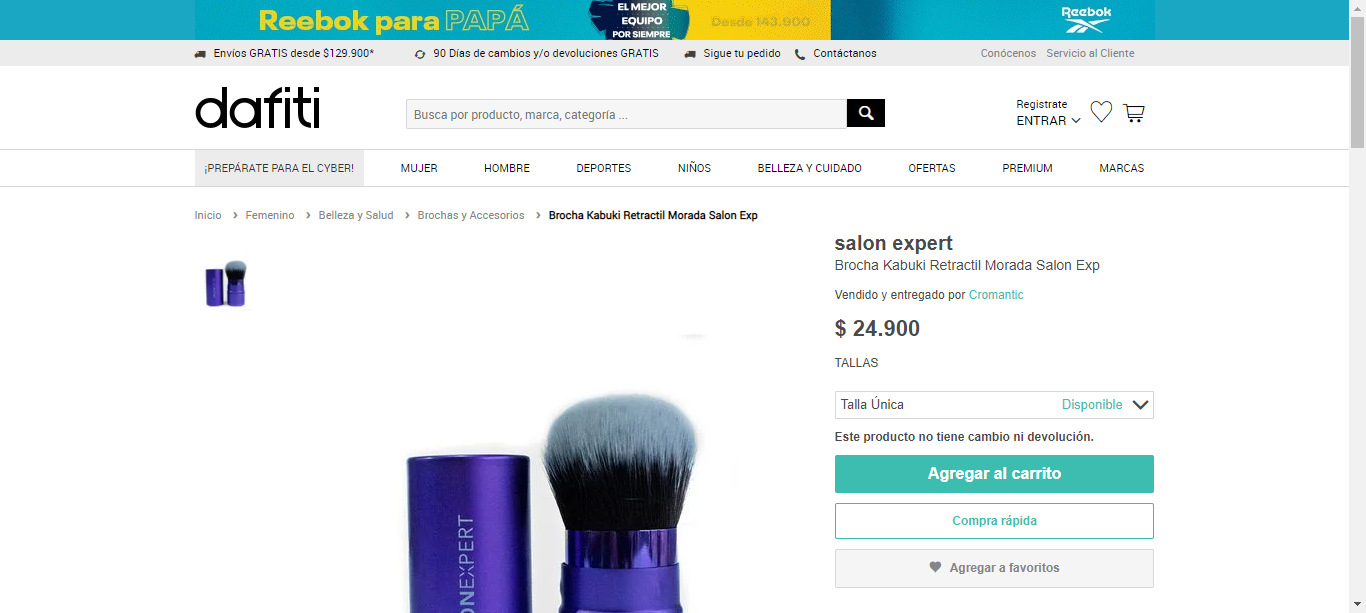 Reebok para PAPÁ
EL MEJOR
EQUIPO
POR SIEMPRE
Desde 143.900
Reebok
Envíos GRATIS desde $129.900*
90 Días de cambios y/o devoluciones GRATIS
Sigue tu pedido
Contáctanos
Conócenos
Servicio al Cliente
dafiti
Busca por producto, marca, categoría ...
Registrate
ENTRAR
¡PREPÁRATE PARA EL CYBER!
MUJER
HOMBRE
DEPORTES
NIÑOS
BELLEZA Y CUIDADO
OFERTAS
PREMIUM
MARCAS
Inicio > Femenino > Belleza y Salud > Brochas y Accesorios > Brocha Kabuki Retractil Morada Salon Exp
salon expert
Brocha Kabuki Retractil Morada Salon Exp
Vendido y entregado por Cromantic
$ 24.900
TALLAS
Talla Única
Disponible
Este producto no tiene cambio ni devolución.
Agregar al carrito
Compra rápida
Agregar a favoritos
ONEXPERT